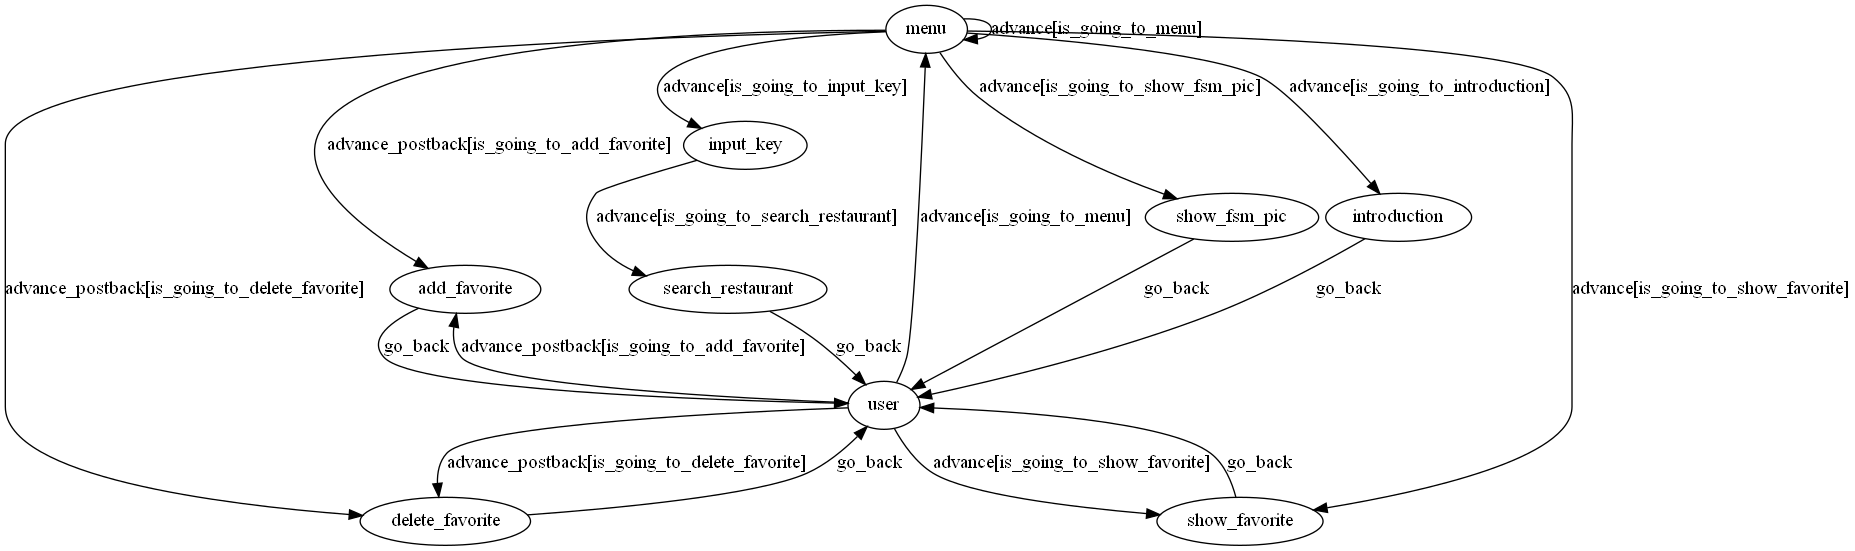 menu
advance[is_going_to_menu]
advance[is_going_to_input_key]
advance[is_going_to_show_fsm_pic]
advance[is_going_to_introduction]
advance_postback[is_going_to_add_favorite]
input_key
advance[is_going_to_search_restaurant]
advance[is_going_to_menu]
show_fsm_pic
introduction
advance_postback[is_going_to_delete_favorite]
add_favorite
search_restaurant
go_back
go_back
advance[is_going_to_show_favorite]
go_back
advance_postback[is_going_to_add_favorite]
go_back
user
advance_postback[is_going_to_delete_favorite]
go_back
advance[is_going_to_show_favorite]
go_back
delete_favorite
show_favorite